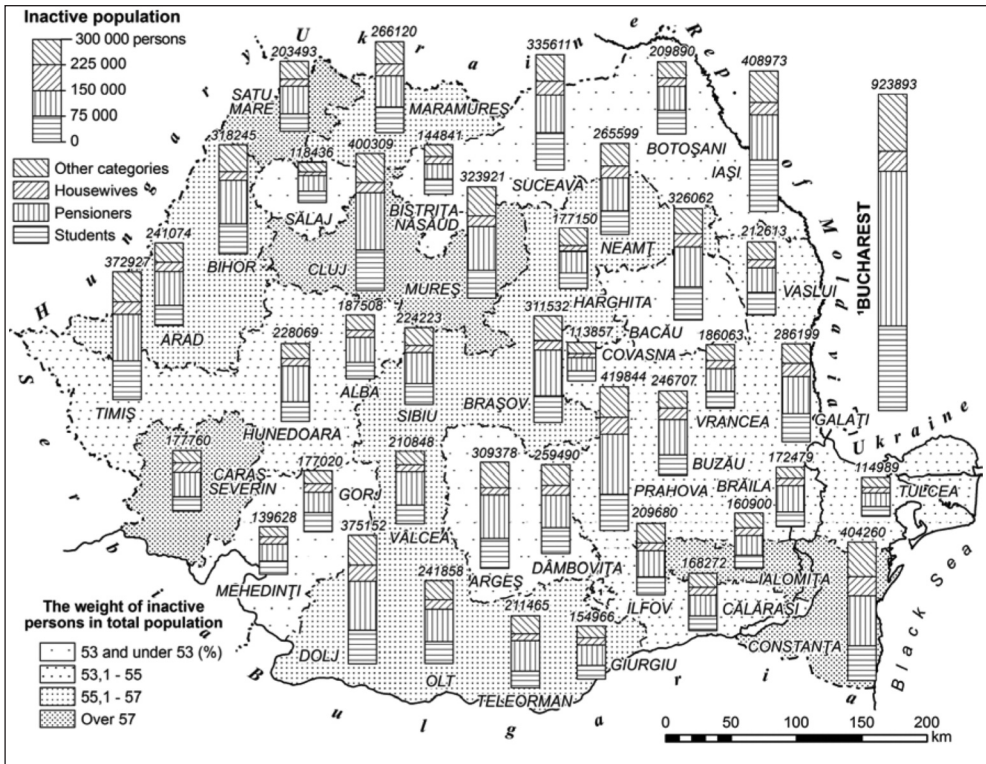 Inactive population
300 000 persons
225 000
150 000
75 000
0
Other categories
Housewives
Pensioners
Students
Hungary
Ukraine
Rep. of Moldavia
Ukraine
Black Sea
Bulgaria
Serbia
203493
SATU
MARE
266120
MARAMUREŞ
335611
SUCEAVA
209890
BOTOŞANI
408973
IAŞI
923893
'BUCHAREST
318245
BIHOR
118436
SĂLAJ
400309
CLUJ
144841
BISTRIŢA-
NĂSAUD
323921
MUREŞ
265599
NEAMŢ
177150
HARGHITA
326062
BACĂU
212613
VASLUI
241074
ARAD
372927
TIMIŞ
228069
HUNEDOARA
187508
ALBA
224223
SIBIU
311532
BRAŞOV
113857
COVASNA
186063
VRANCEA
286199
GALAŢI
419844
PRAHOVA
246707
BUZĂU
172479
BRĂILA
114989
TULCEA
177760
CARAŞ
SEVERIN
177020
GORJ
210848
VÂLCEA
309378
ARGEŞ
259490
DÂMBOVIŢA
209680
ILFOV
160900
IALOMIŢA
168272
CĂLĂRAŞI
404260
CONSTANŢA
139628
MEHEDINŢI
375152
DOLJ
241858
OLT
211465
TELEORMAN
154966
GIURGIU
The weight of inactive
persons in total population
53 and under 53 (%)
53,1 - 55
55,1 - 57
Over 57
0 50 100 150 200
km